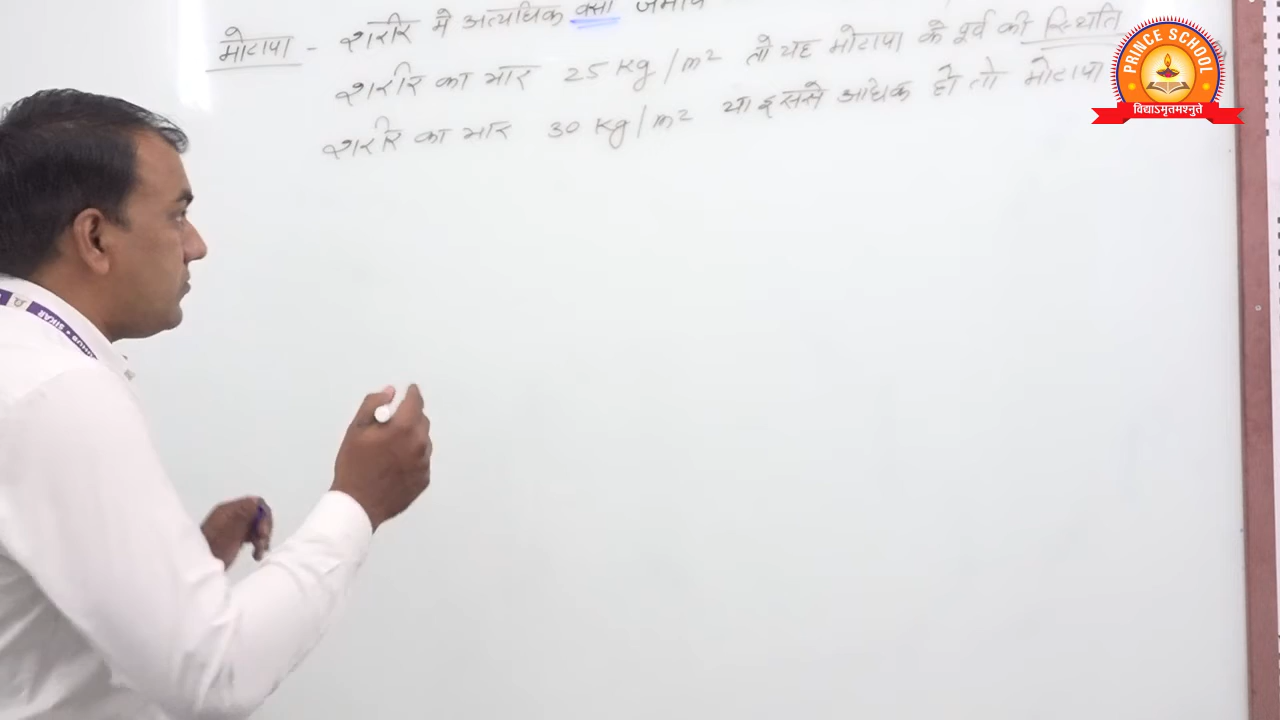 मोटापा - शरीर में अत्यधिक वसा जमाव
शरीर का भार 25 Kg/m² तो यह मोटापा के पूर्व की स्थिति
शरीर का भार 30 Kg/m² या इससे अधिक हो तो मोटापा
PRINCE SCHOOL
विद्याऽमृतमश्नुते
SIKAR